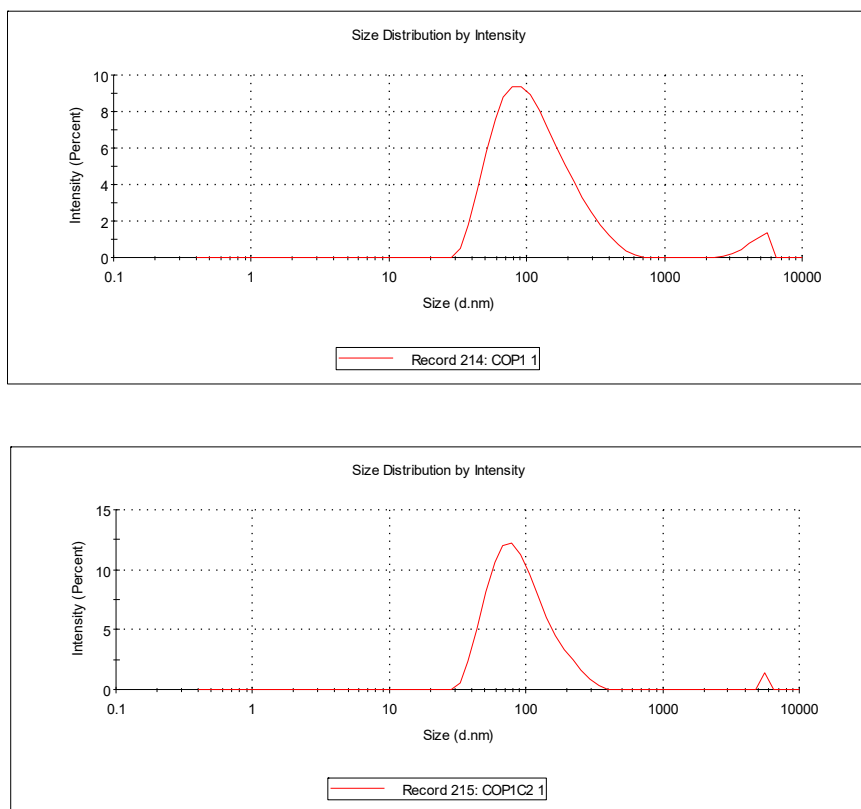 Size Distribution by Intensity
10
8
6
4
2
0
Intensity (Percent)
0.1 1 10 100 1000 10000
Size (d.nm)
Record 214: COP1 1
Size Distribution by Intensity
15
10
5
0
Intensity (Percent)
0.1 1 10 100 1000 10000
Size (d.nm)
Record 215: COP1C2 1